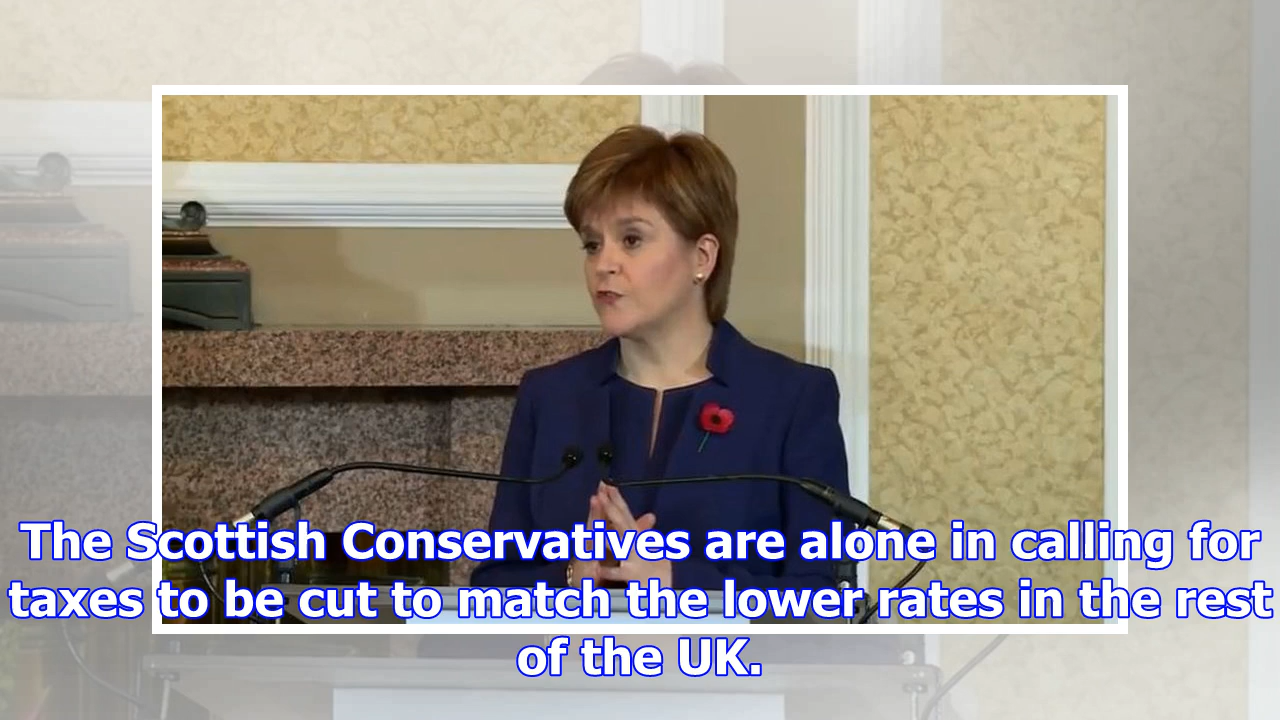 The Scottish Conservatives are alone in calling for
taxes to be cut to match the lower rates in the rest
of the UK.